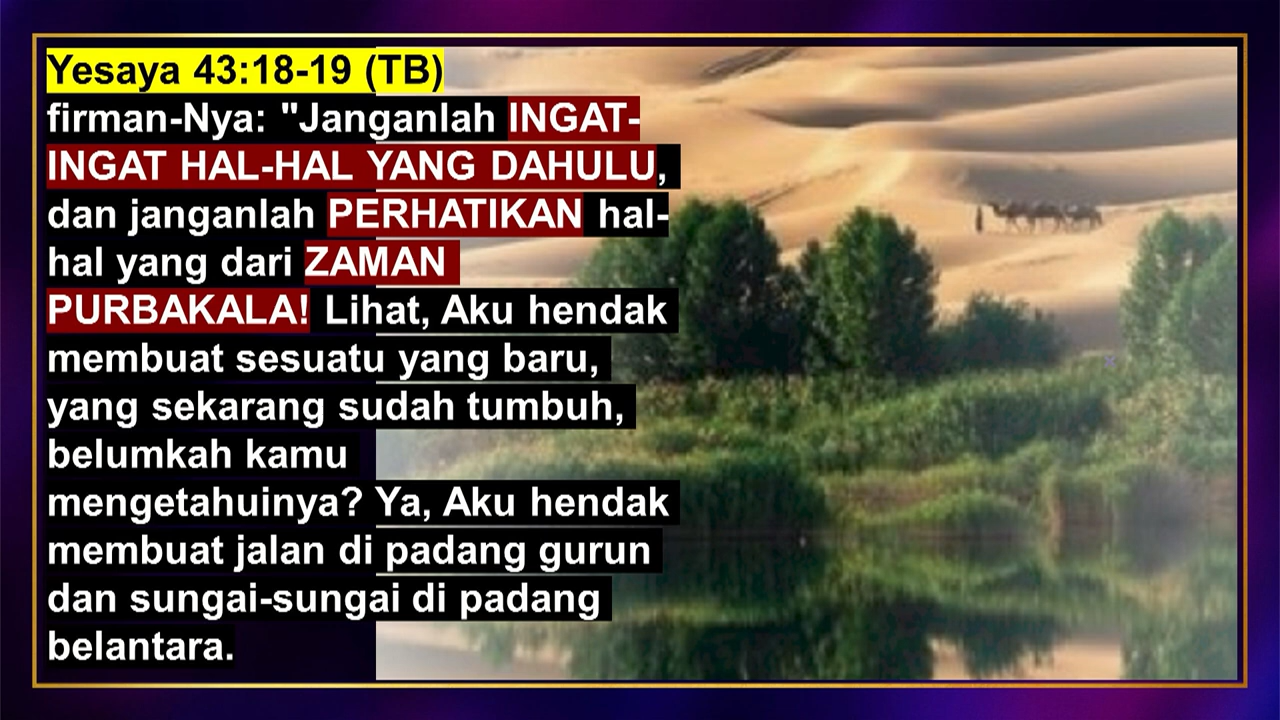 Yesaya 43:18-19 (TB)
firman-Nya: "Janganlah INGAT-
INGAT HAL-HAL YANG DAHULU,
dan janganlah PERHATIKAN hal-
hal yang dari ZAMAN
PURBAKALA! Lihat, Aku hendak
membuat sesuatu yang baru,
yang sekarang sudah tumbuh,
belumkah kamu
mengetahuinya? Ya, Aku hendak
membuat jalan di padang gurun
dan sungai-sungai di padang
belantara.